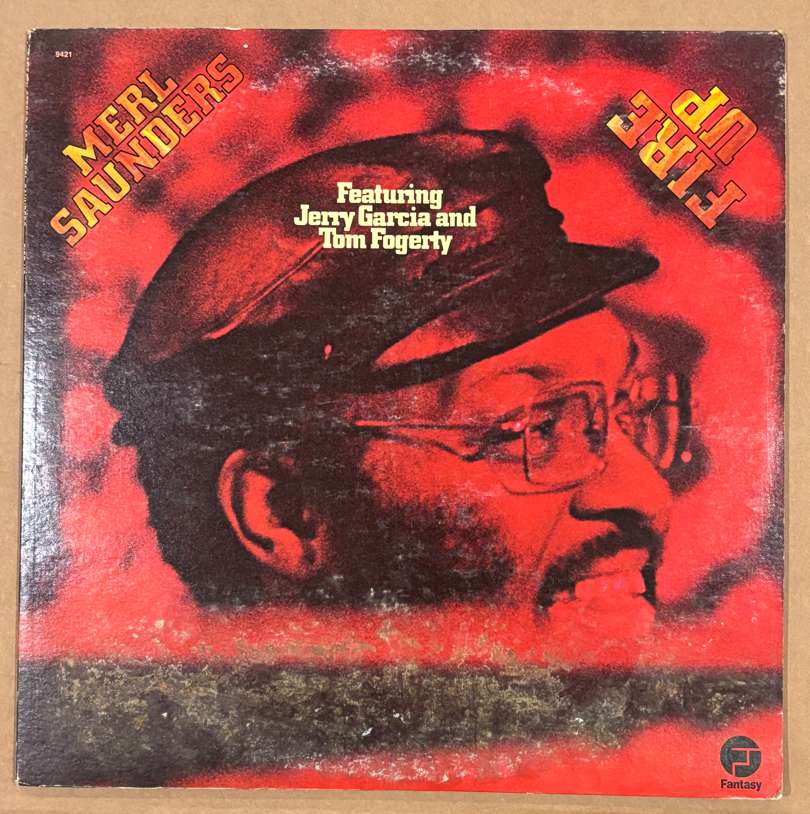 9421
MERL
SAUNDERS
FIRE
UP
Featuring
Jerry Garcia and
Tom Fogerty
Fantasy